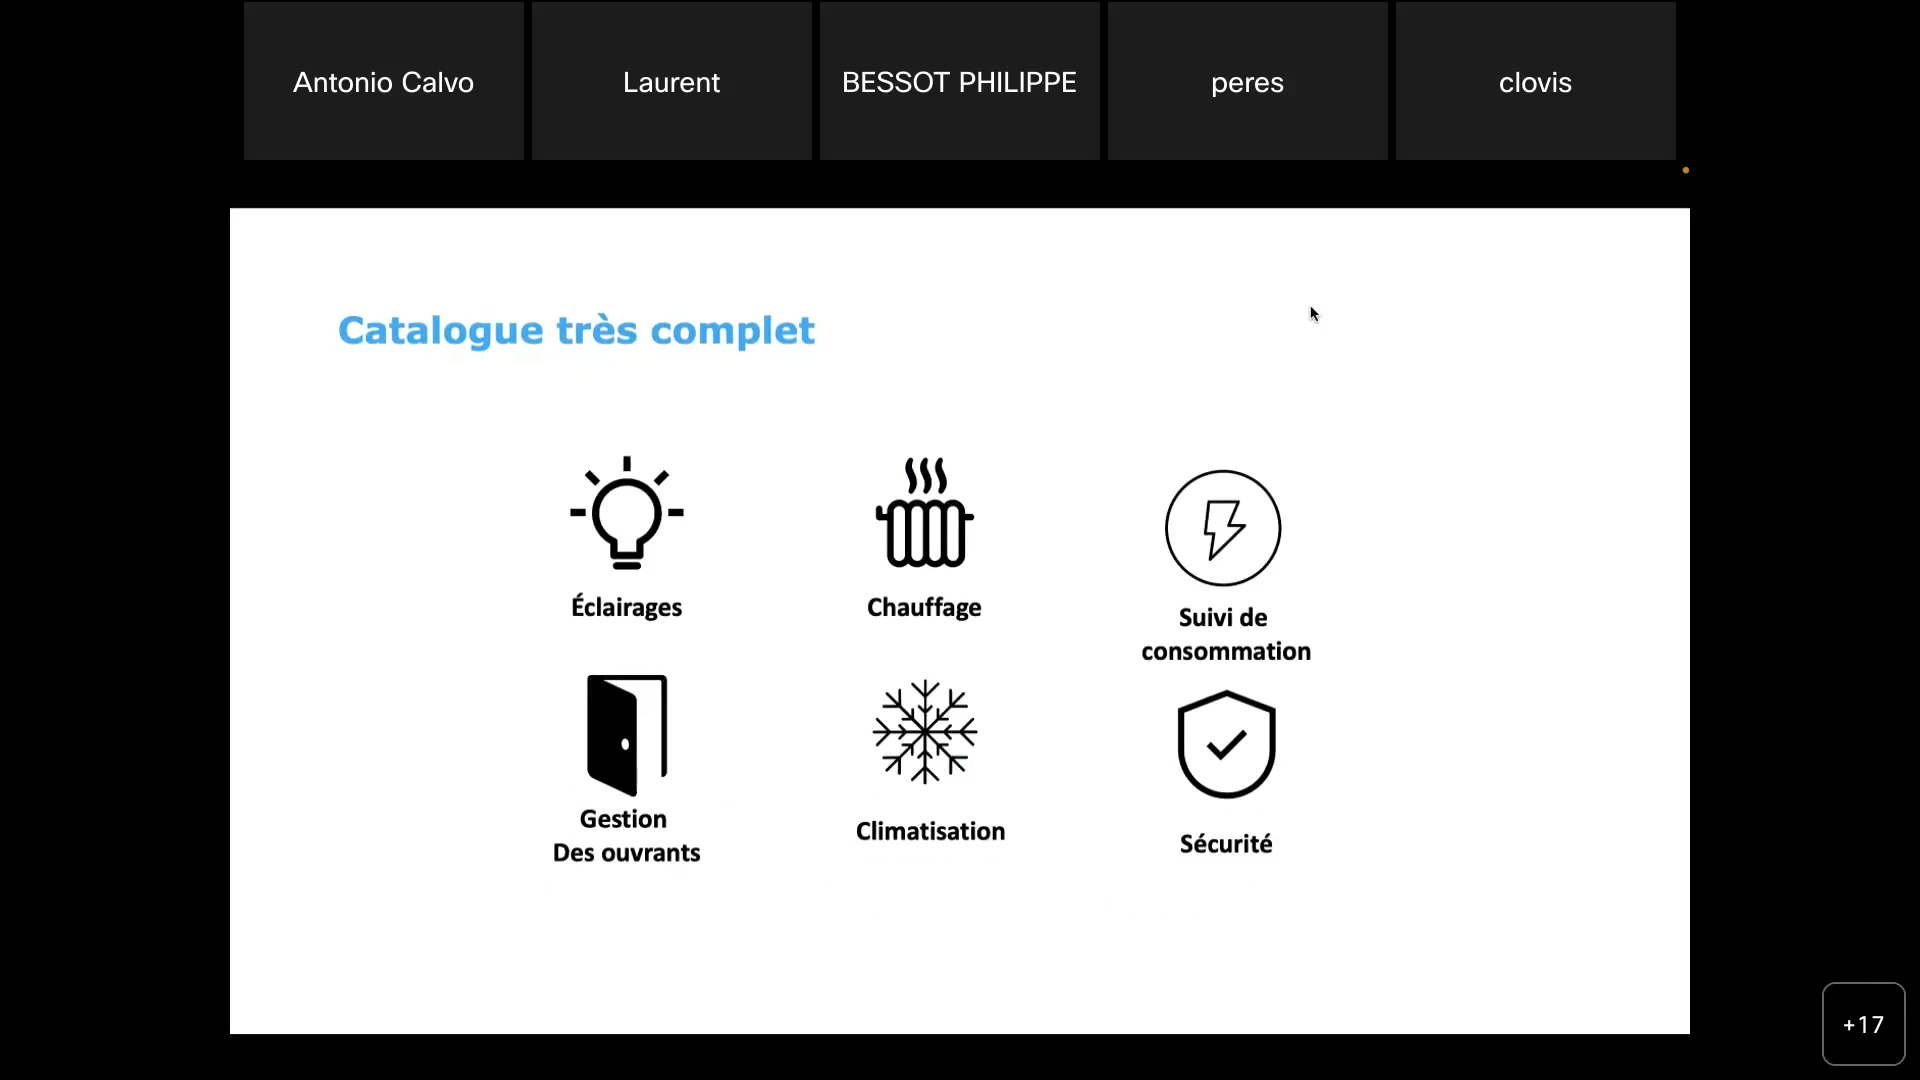 Antonio Calvo
Laurent
BESSOT PHILIPPE
peres
clovis
Catalogue très complet
Éclairages
Chauffage
Suivi de
consommation
Gestion
Des ouvrants
Climatisation
Sécurité
+17